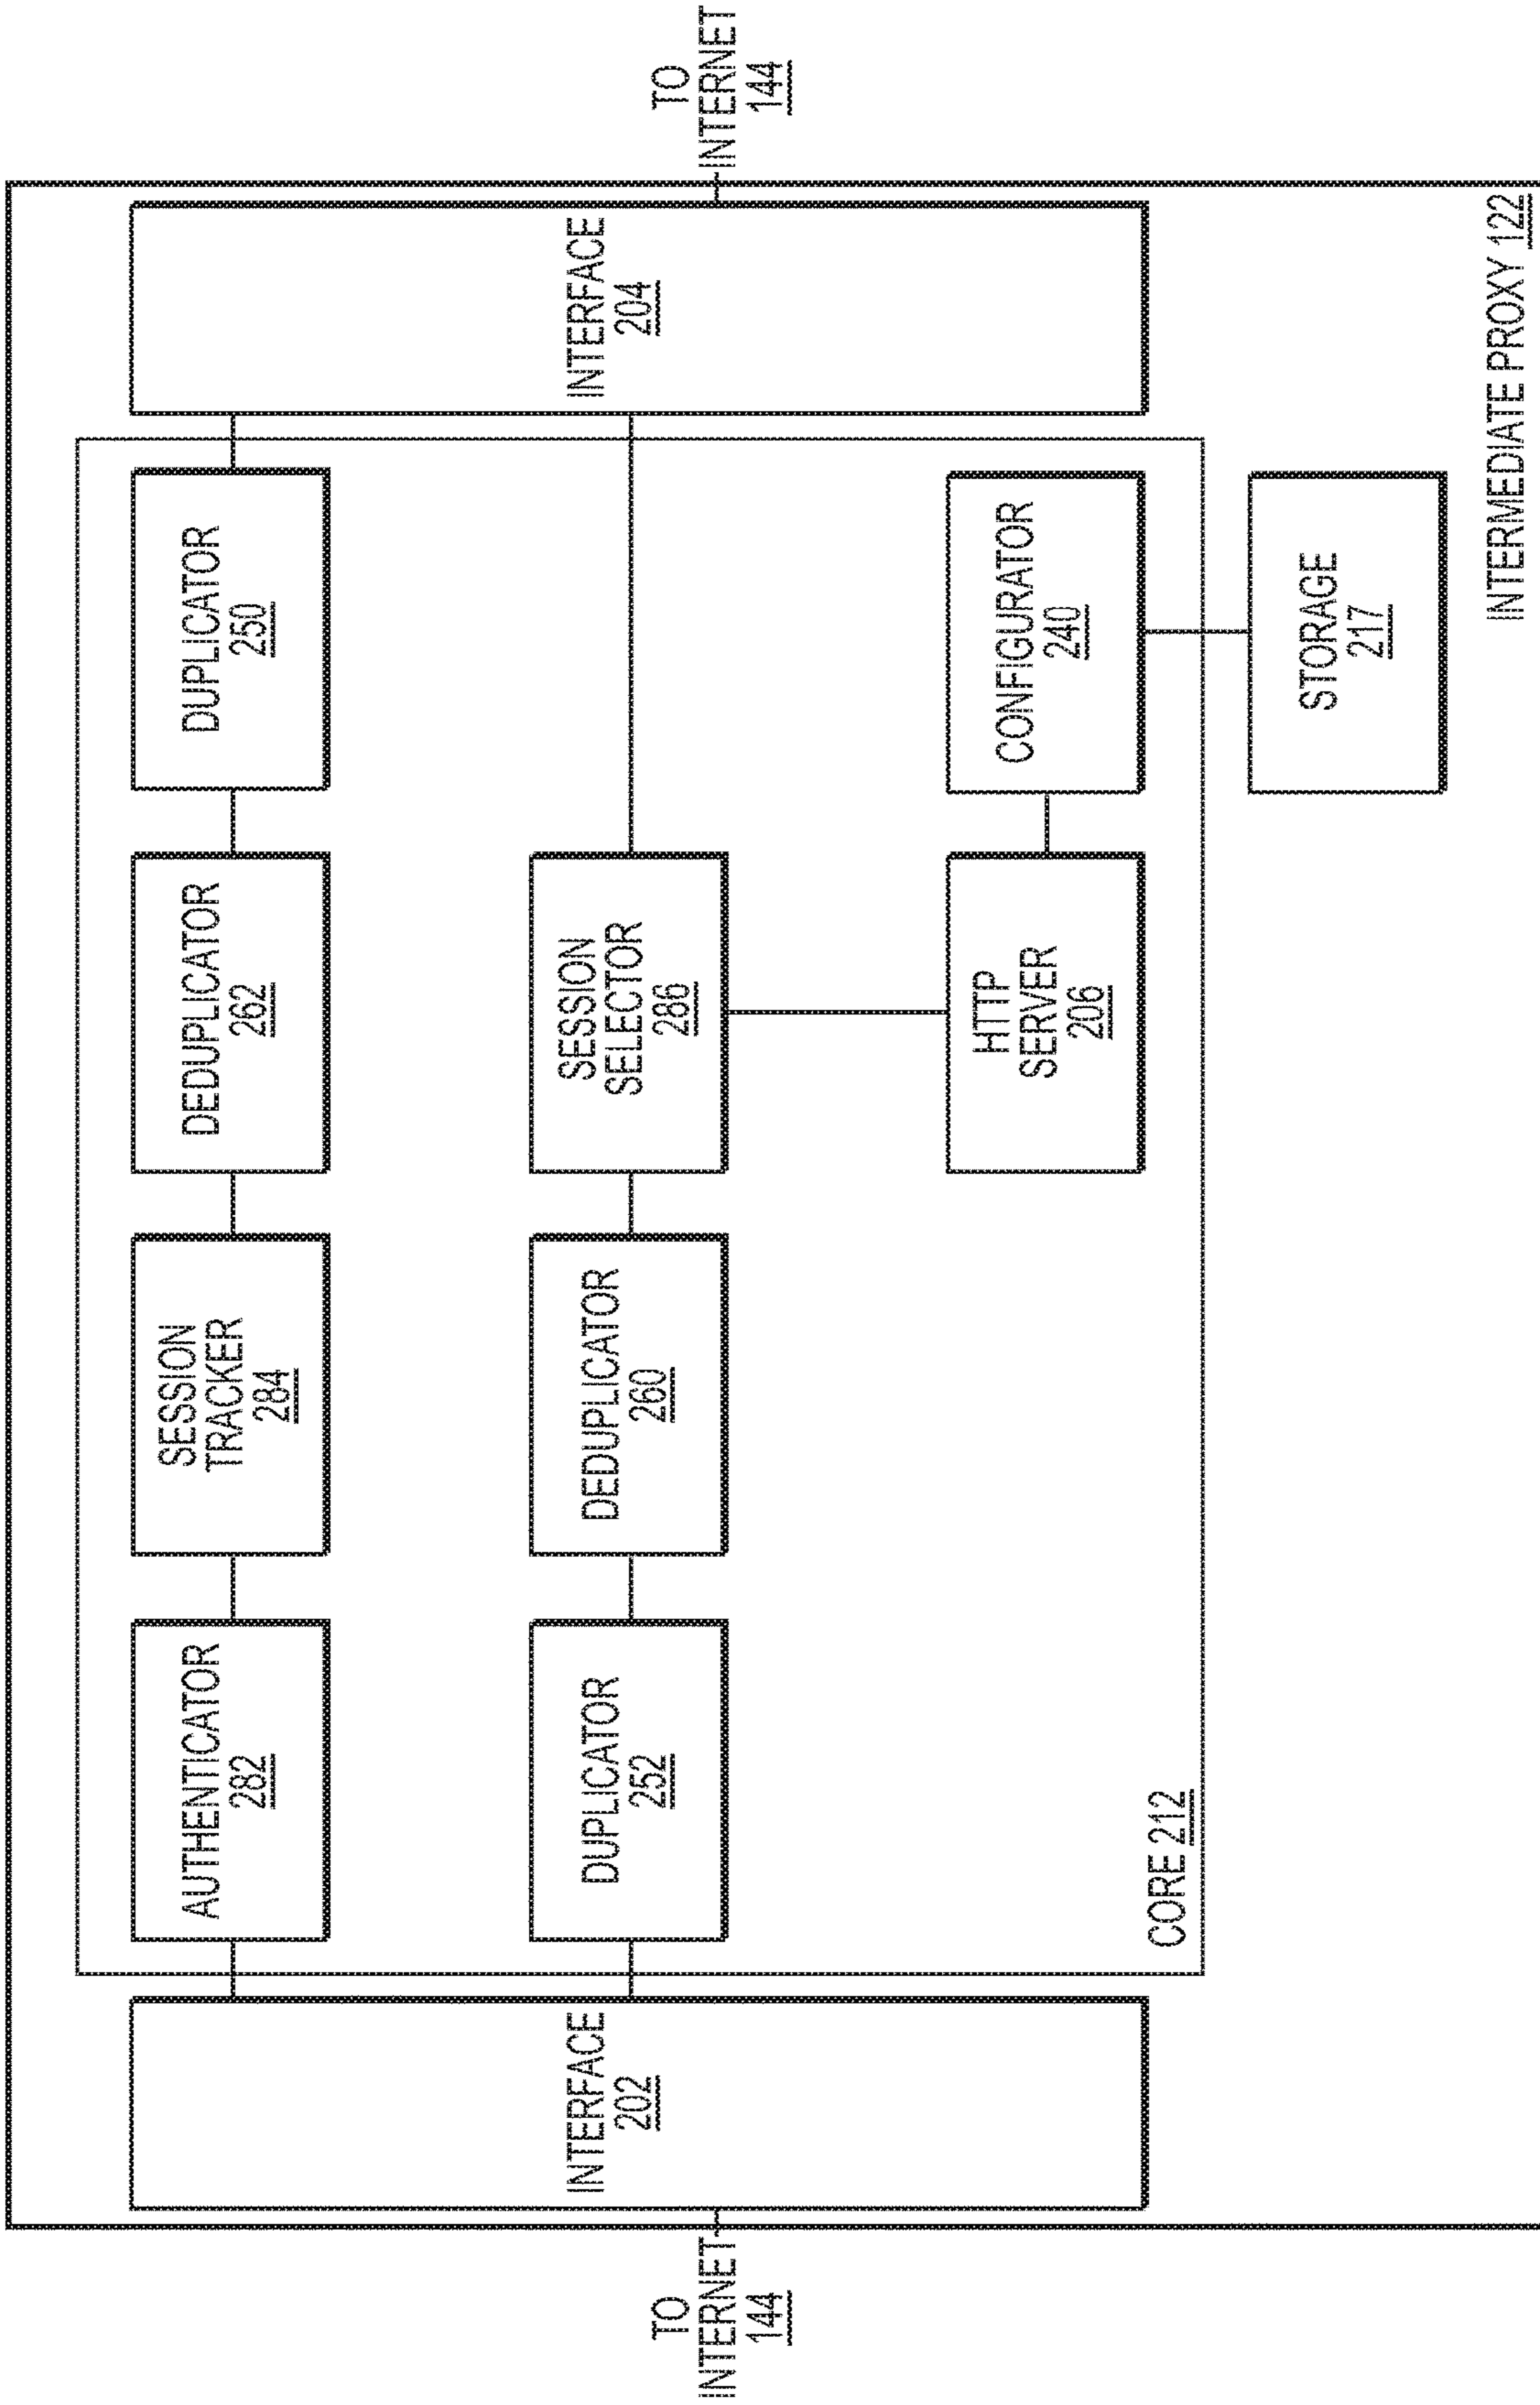 TO
INTERNET
144
INTERFACE
202
AUTHENTICATOR
282
SESSION
TRACKER
284
DEDUPLICATOR
262
DUPLICATOR
250
DUPLICATOR
252
DEDUPLICATOR
260
SESSION
SELECTOR
286
HTTP
SERVER
206
CONFIGURATOR
240
CORE 212
STORAGE
217
INTERFACE
204
TO
INTERNET
144
INTERMEDIATE PROXY 122